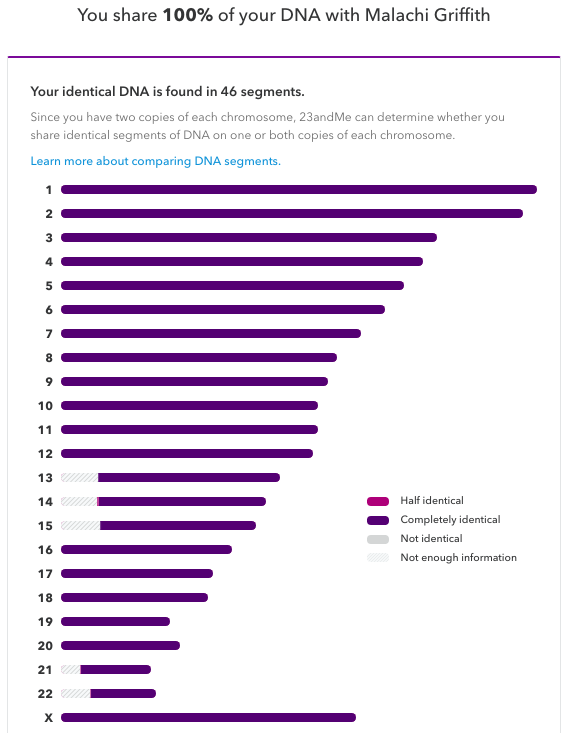 You share 100% of your DNA with Malachi Griffith
Your identical DNA is found in 46 segments.
Since you have two copies of each chromosome, 23andMe can determine whether you
share identical segments of DNA on one or both copies of each chromosome.
Learn more about comparing DNA segments.
1
2
3
4
5
6
7
8
9
10
11
12
13
14
15
16
17
18
19
20
21
22
X
Half identical
Completely identical
Not identical
Not enough information